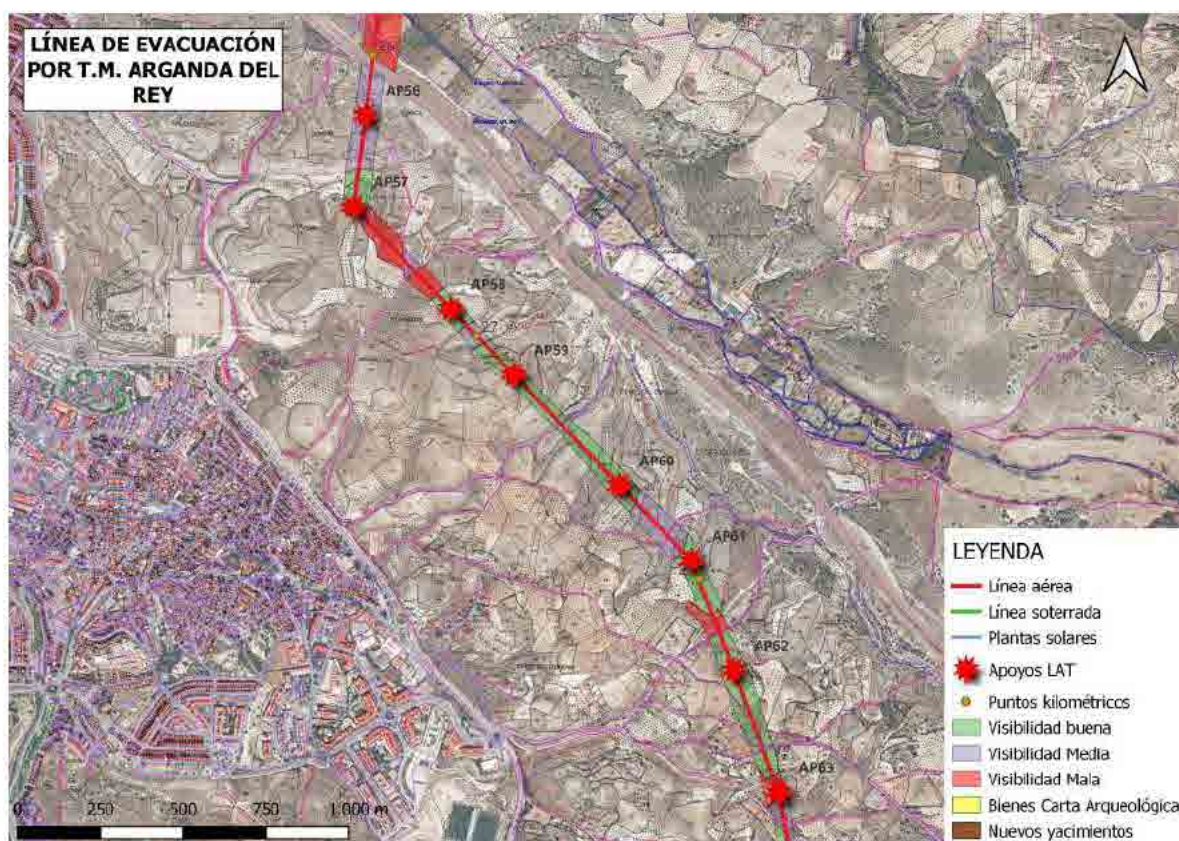 LÍNEA DE EVACUACIÓN
POR T.M. ARGANDA DEL
REY
AP56
AP57
AP58
27
AP59
AP60
AP61
AP62
AP63
LEYENDA
Línea aérea
Línea soterrada
Plantas solares
Apoyos LAT
Puntos kilométricos
Visibilidad buena
Visibilidad Media
Visibilidad Mala
Bienes Carta Arqueológica
Nuevos yacimientos
0 250 500 750 1.000 m